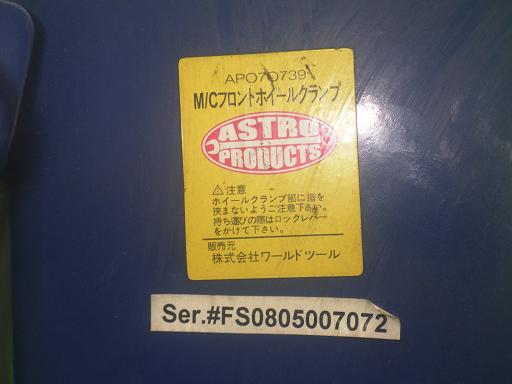 APO7O739
M/Cフロントホイールクランプ
ASTRO
PRODUCTS
⚠注意
ホイールクランプ部に指を
挟まないようご注意下さい。
持ち運びの際はロックレバー
をかけて下さい。
販売元
株式会社ワールドツール
Ser.#FS0805007072